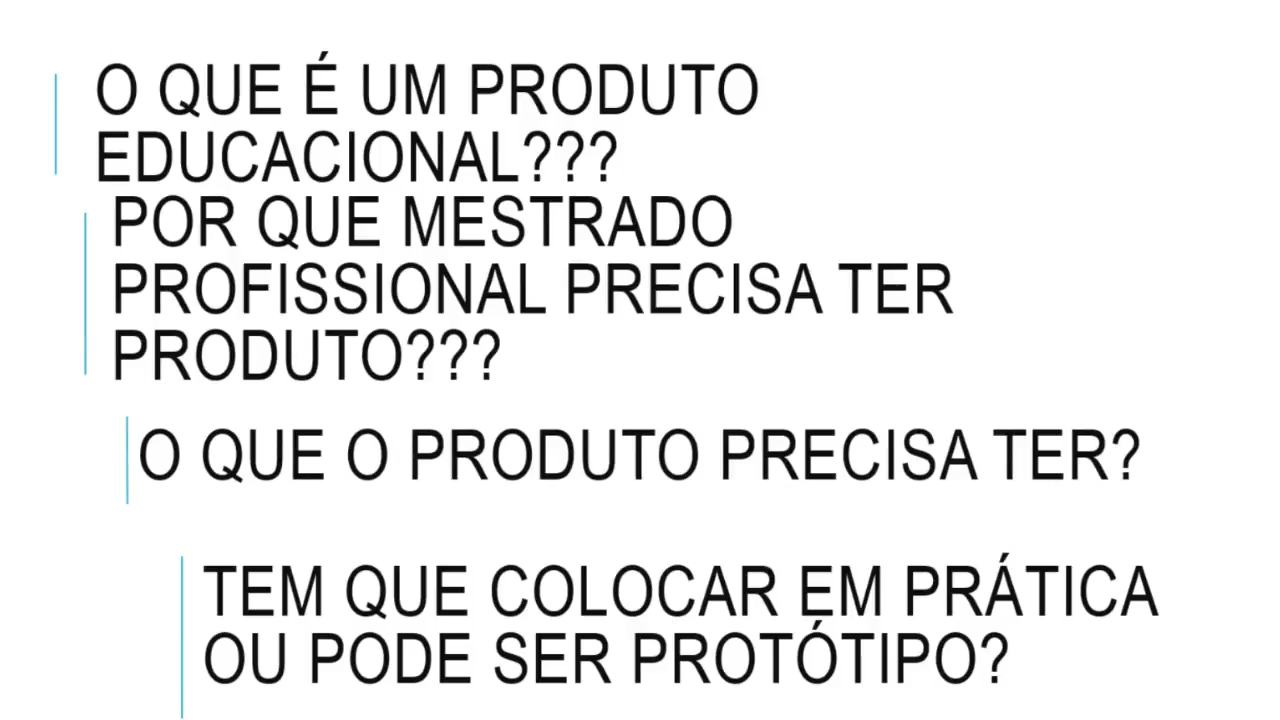 O QUE É UM PRODUTO
EDUCACIONAL???
POR QUE MESTRADO
PROFISSIONAL PRECISA TER
PRODUTO???
O QUE O PRODUTO PRECISA TER?
TEM QUE COLOCAR EM PRÁTICA
OU PODE SER PROTÓTIPO?